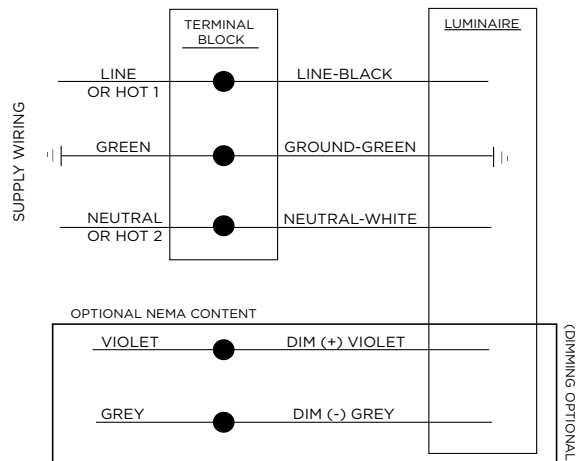 TERMINAL
BLOCK
LUMINAIRE
SUPPLY WIRING
LINE
OR HOT 1
LINE-BLACK
GREEN
GROUND-GREEN
NEUTRAL
OR HOT 2
NEUTRAL-WHITE
OPTIONAL NEMA CONTENT
VIOLET
DIM (+) VIOLET
GREY
DIM (-) GREY
(DIMMING OPTIONAL